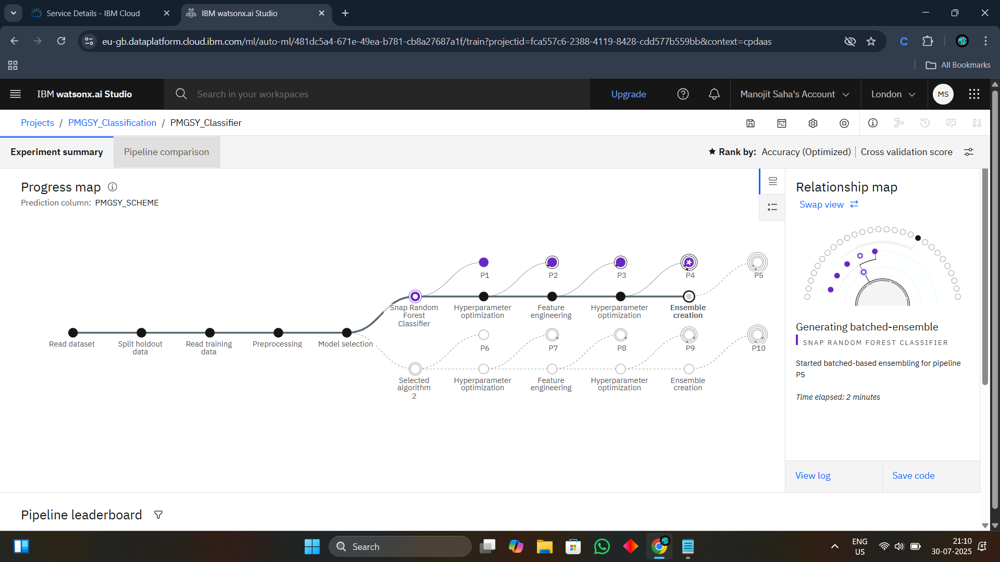 Service Details - IBM Cloud
IBM watsonx.ai Studio
eu-gb.dataplatform.cloud.ibm.com/ml/auto-ml/481dc5a4-671e-49ea-b781-cb8a27687a1f/train?projectid=fca557c6-2388-4119-8428-cdd577b559bb&context=cpdaas
All Bookmarks
IBM watsonx.ai Studio
Search in your workspaces
Upgrade
Manojit Saha's Account
London
MS
Projects / PMGSY_Classification / PMGSY_Classifier
Experiment summary
Pipeline comparison
Rank by: Accuracy (Optimized) | Cross validation score
Progress map
Prediction column: PMGSY_SCHEME
P1
P2
P3
P4
P5
Snap Random
Forest
Classifier
Hyperparameter
optimization
Feature
engineering
Hyperparameter
optimization
Ensemble
creation
Read dataset
Split holdout
data
Read training
data
Preprocessing
Model selection
P6
P7
P8
P9
P10
Selected
algorithm
2
Hyperparameter
optimization
Feature
engineering
Hyperparameter
optimization
Ensemble
creation
Relationship map
Swap view
Generating batched-ensemble
SNAP RANDOM FOREST CLASSIFIER
Started batched-based ensembling for pipeline
P5
Time elapsed: 2 minutes
View log
Save code
Pipeline leaderboard
Search
ENG
US
21:10
30-07-2025